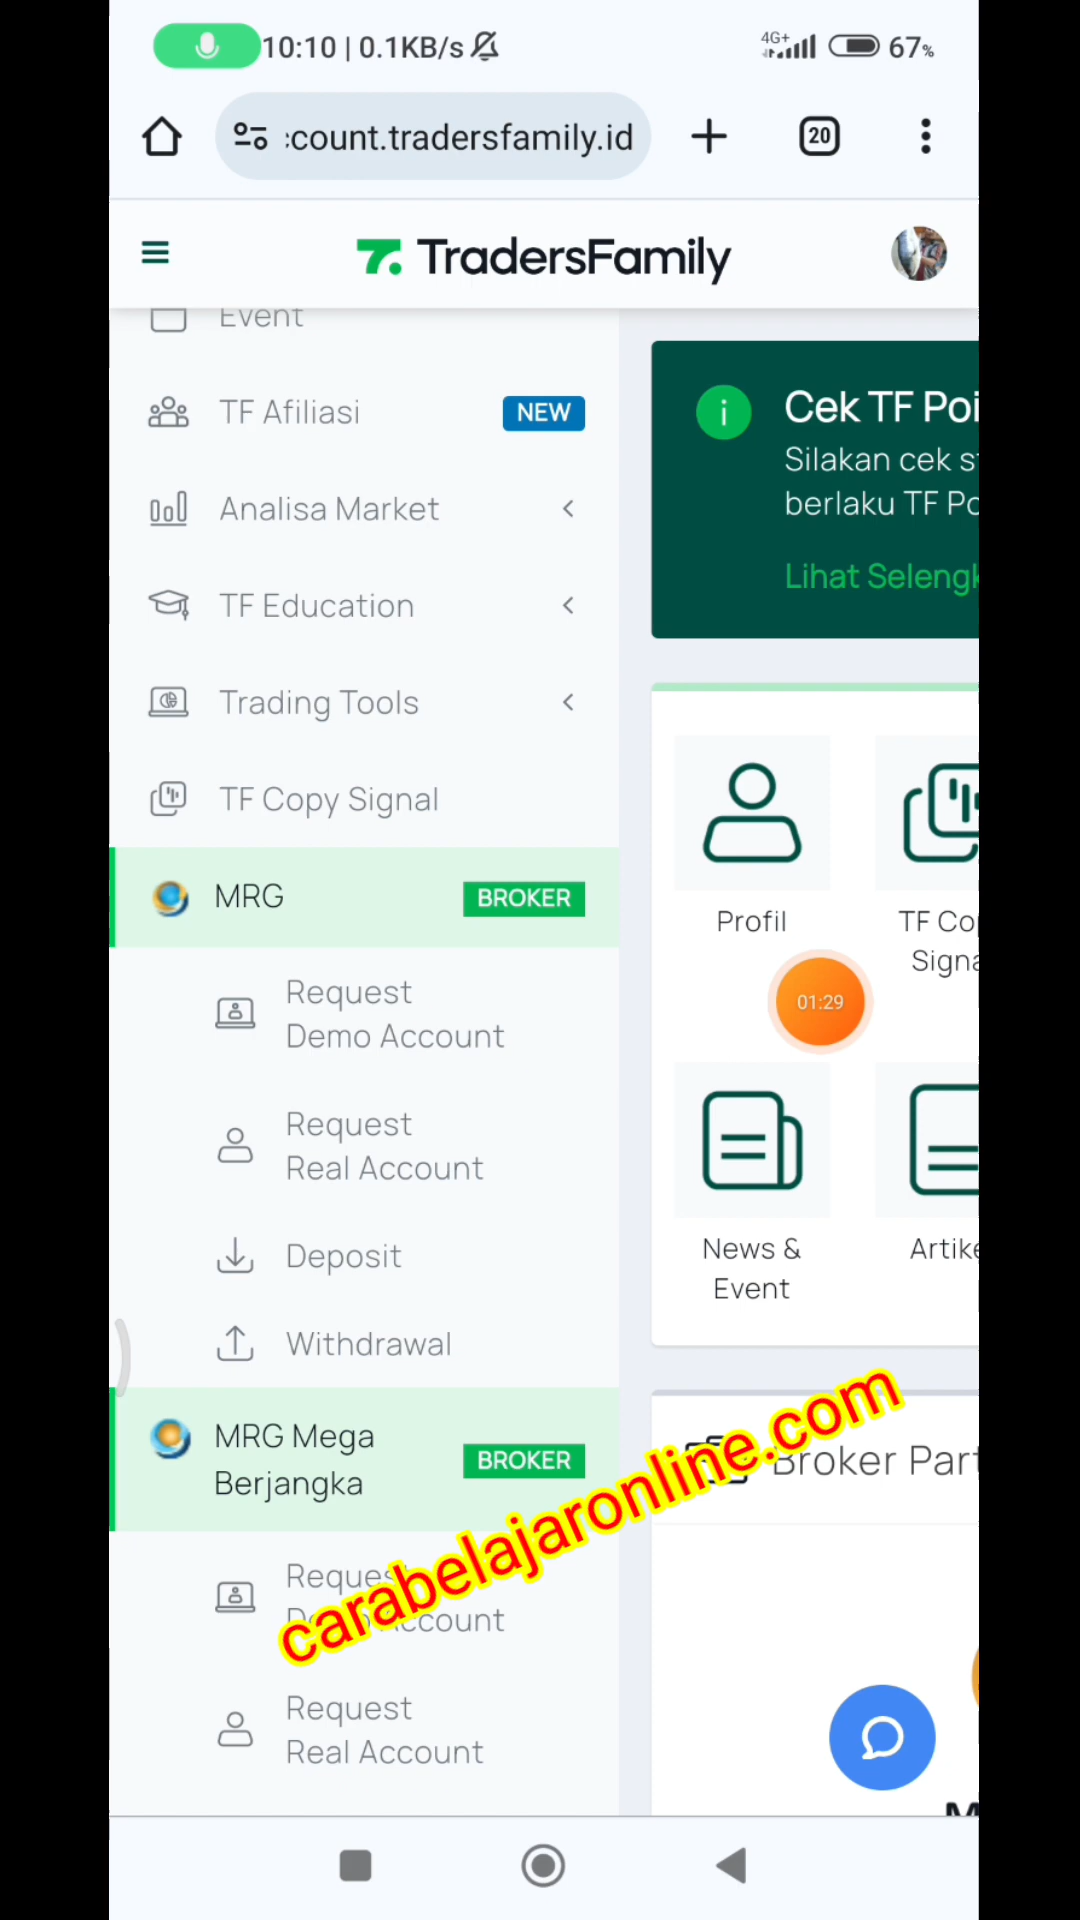 10:10 | 0.1KB/s
4G+
67%
:count.tradersfamily.id
20
TradersFamily
Event
TF Afiliasi
NEW
Analisa Market
TF Education
Trading Tools
TF Copy Signal
MRG
BROKER
Request
Demo Account
Request
Real Account
Deposit
Withdrawal
MRG Mega
Berjangka
BROKER
Request
Demo Account
Request
Real Account
Cek TF Poi
Silakan cek s
berlaku TF Po
Lihat Selengk
Profil
TF Co
Signa
01:29
News &
Event
Artike
Broker Part
M
carabelajaronline.com